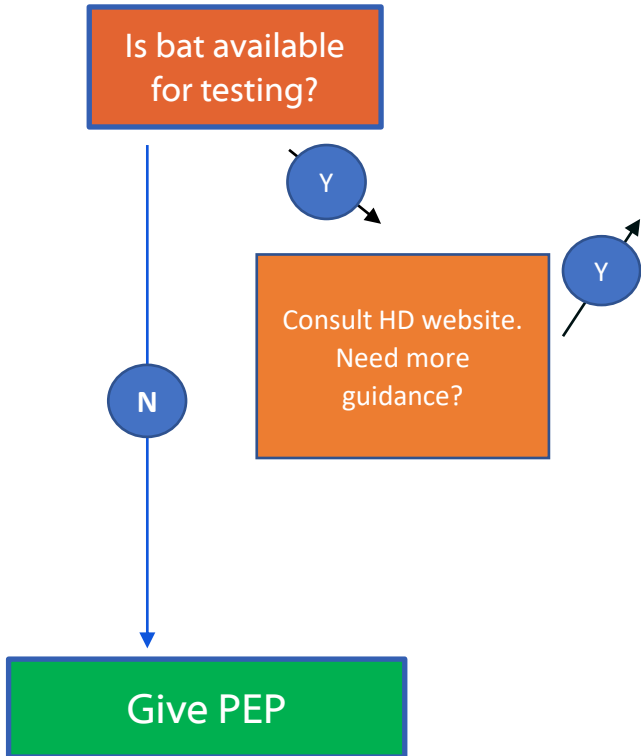 Is bat available
for testing?
Y
Y
Consult HD website.
Need more
guidance?
N
Give PEP